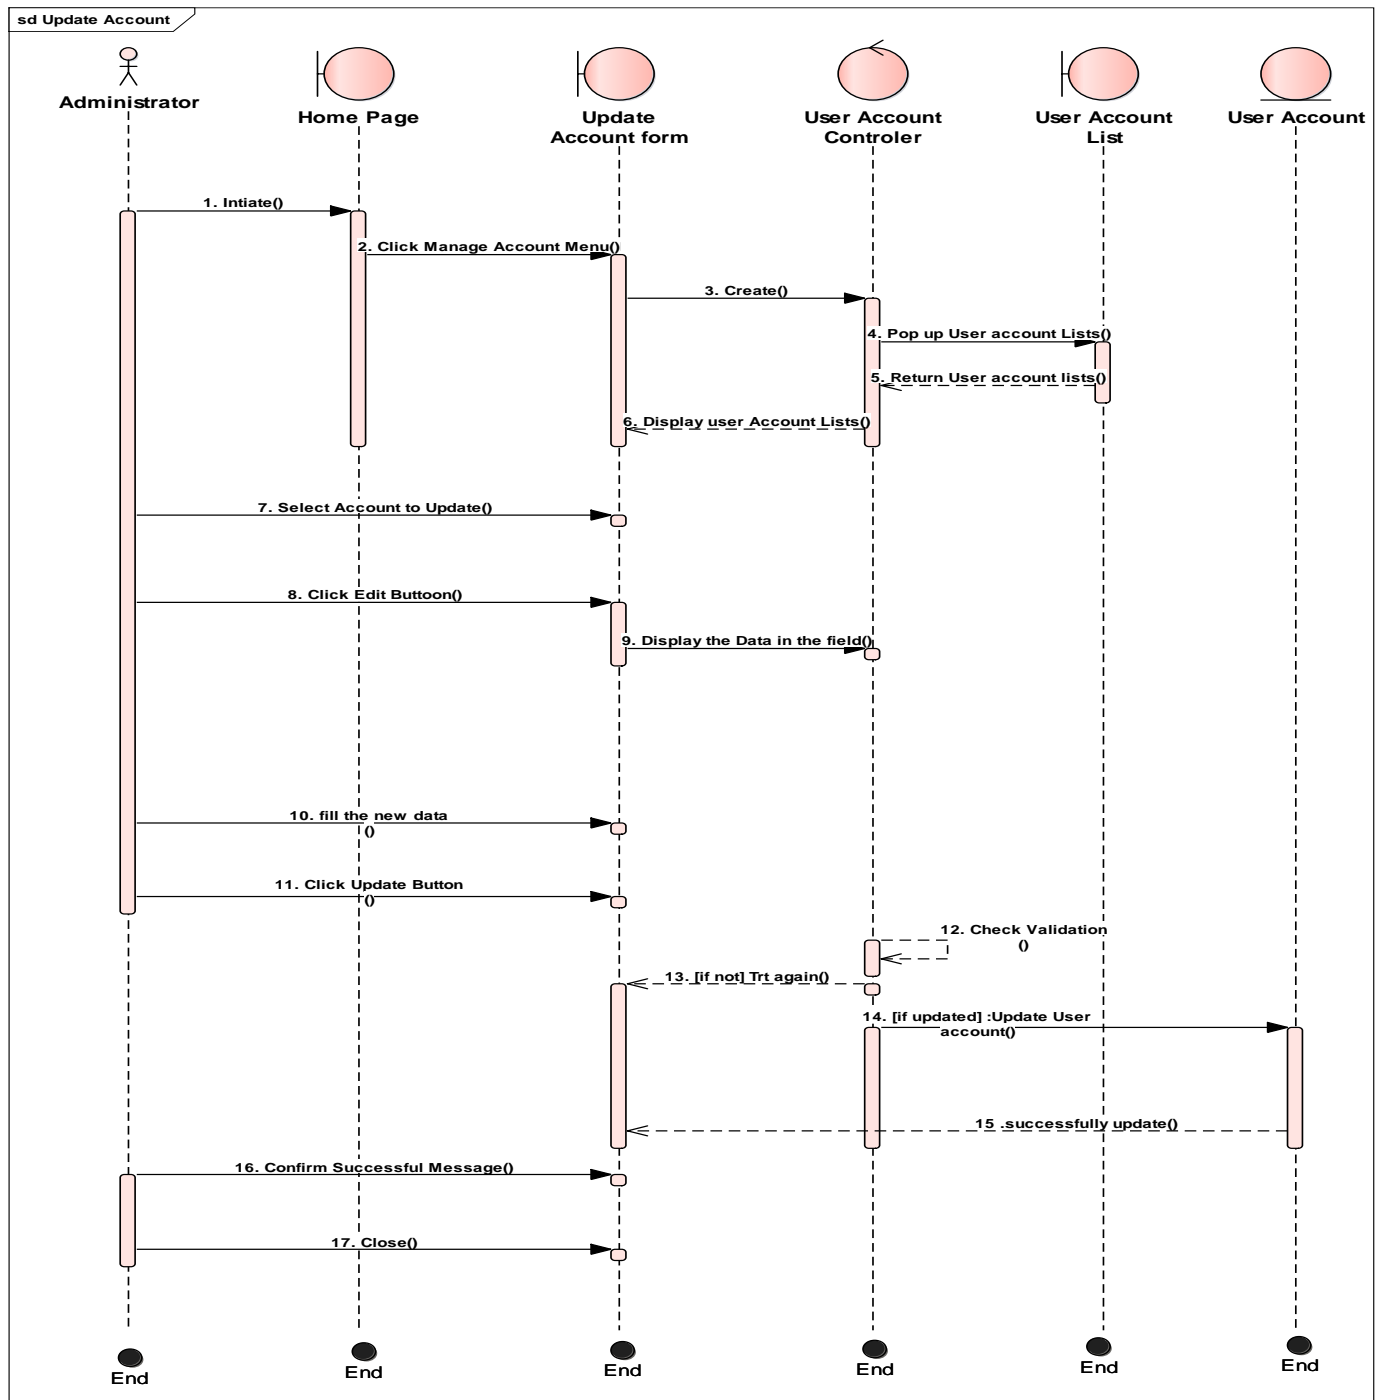 sd Update Account
Administrator
Home Page
Update
Account form
User Account
Controler
User Account
List
User Account
1. Intiate()
2. Click Manage Account Menu()
3. Create()
4. Pop up User account Lists()
5. Return User account lists()
6. Display user Account Lists()
7. Select Account to Update()
8. Click Edit Buttoon()
9. Display the Data in the field()
10. fill the new data
()
11. Click Update Button
()
12. Check Validation
()
13. [if not] Trt again()
14. [if updated] :Update User
account()
15 .successfully update()
16. Confirm Successful Message()
17. Close()
End
End
End
End
End
End